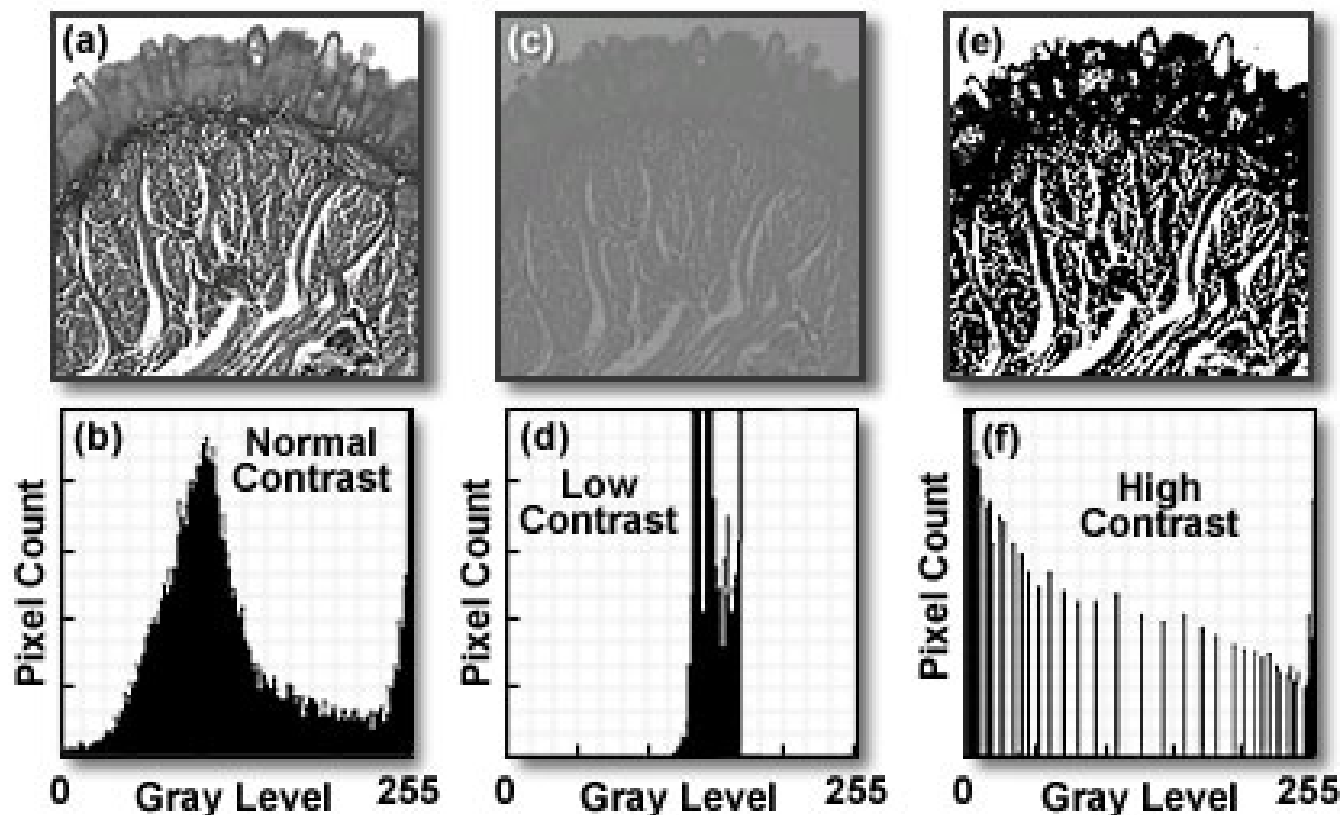 (a)
(c)
(e)
(b)
Normal
Contrast
Pixel Count
0
Gray Level
255
(d)
Low
Contrast
Pixel Count
0
Gray Level
255
(f)
High
Contrast
Pixel Count
0
Gray Level
255